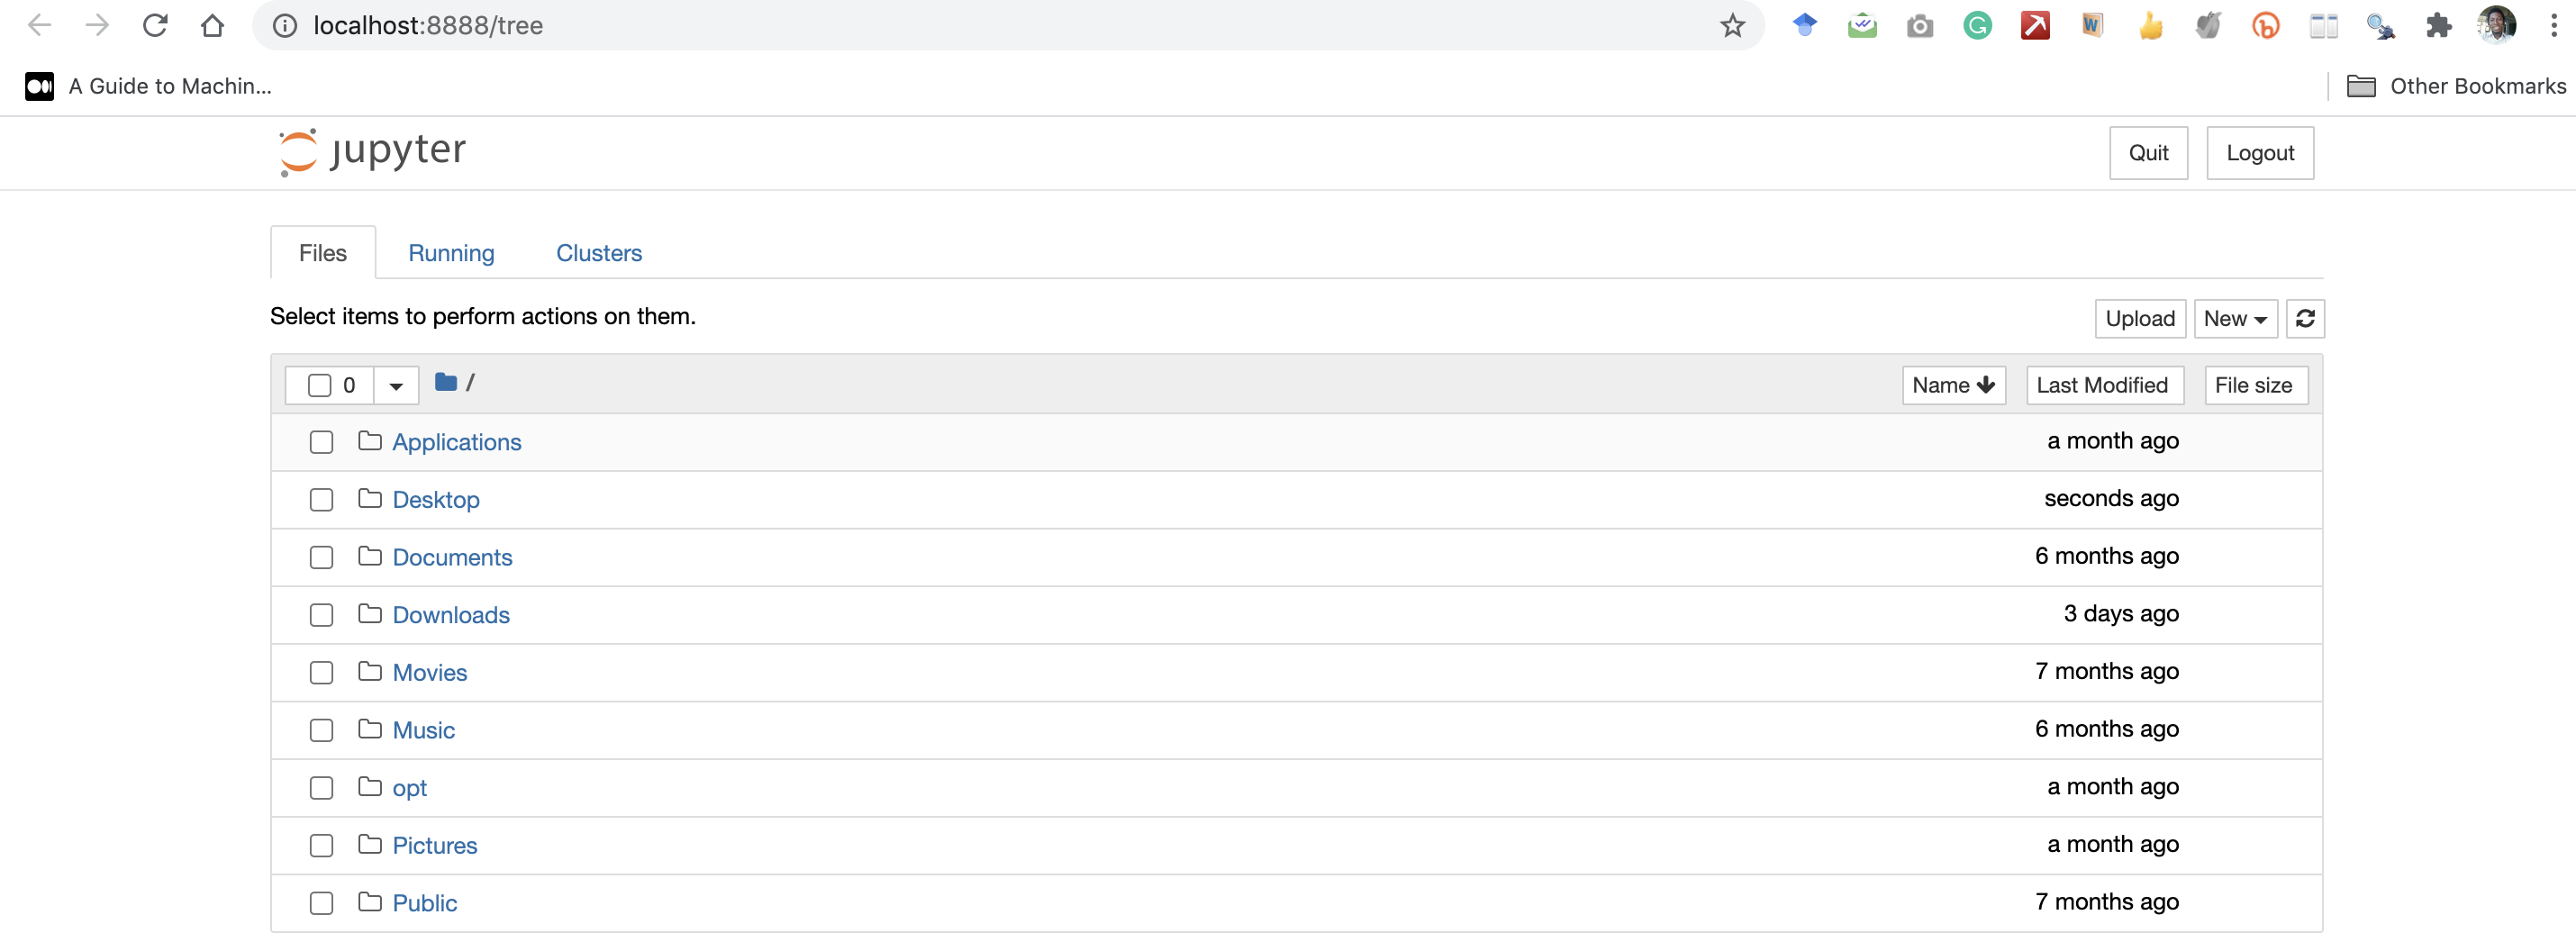 localhost:8888/tree
A Guide to Machin...
Other Bookmarks
jupyter
Quit
Logout
Files
Running
Clusters
Select items to perform actions on them.
Upload
New
0
/
Name
Last Modified
File size
Applications
a month ago
Desktop
seconds ago
Documents
6 months ago
Downloads
3 days ago
Movies
7 months ago
Music
6 months ago
opt
a month ago
Pictures
a month ago
Public
7 months ago